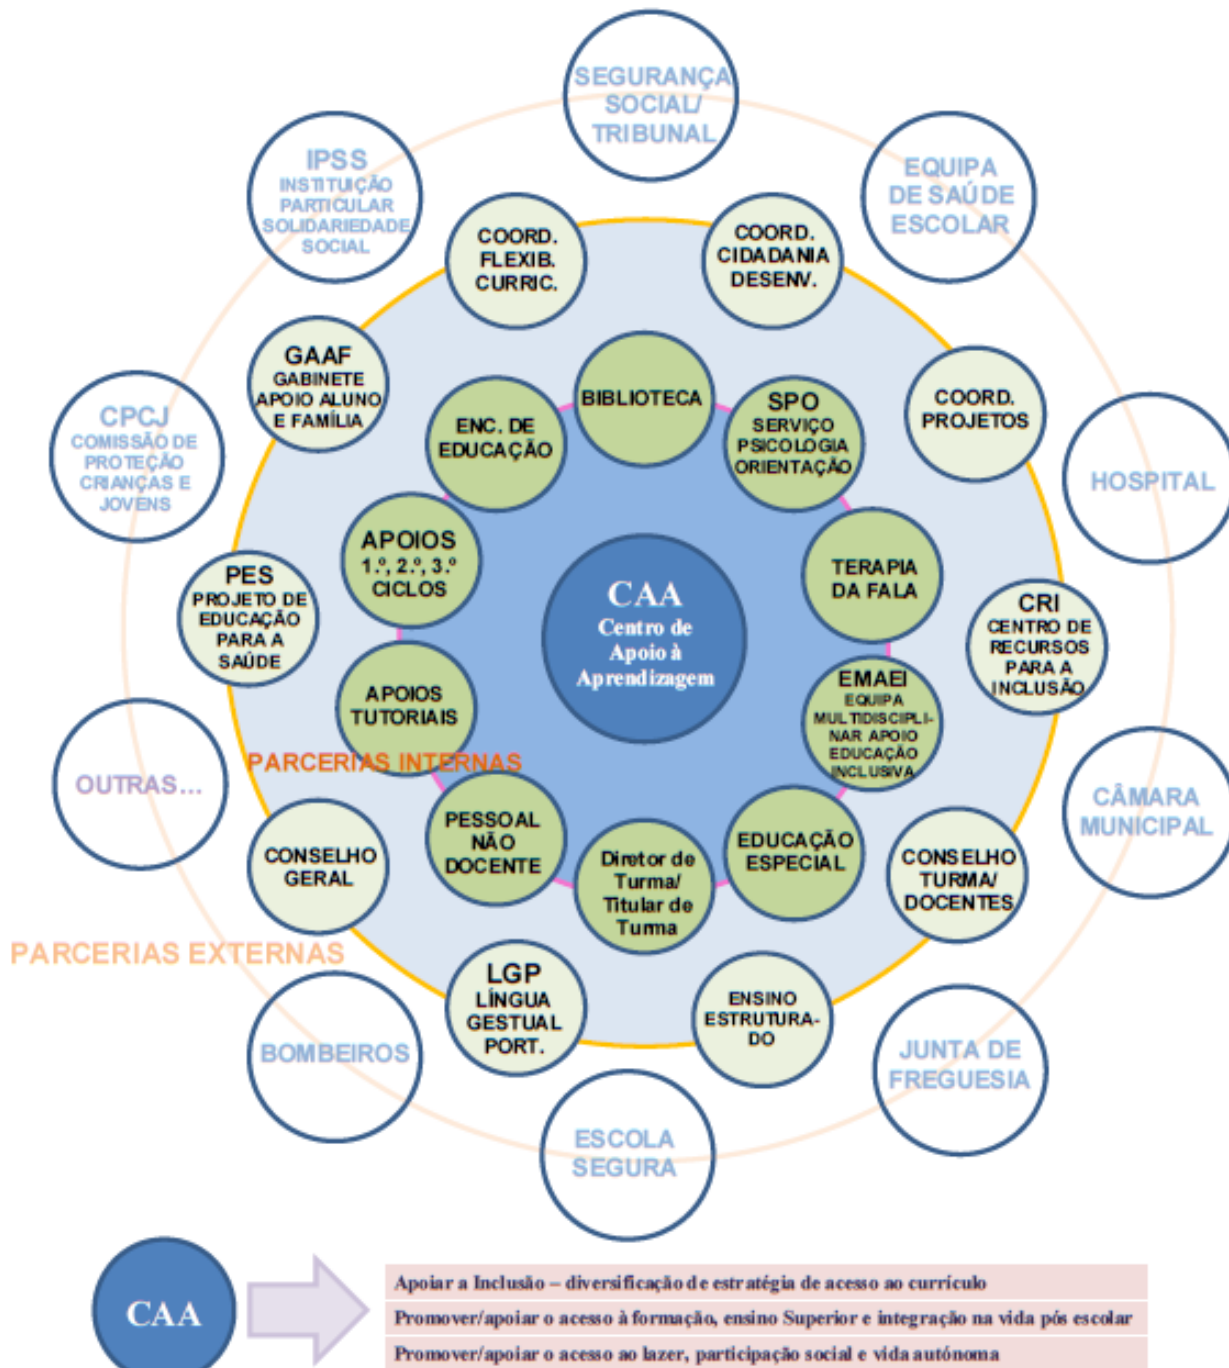 SEGURANÇA
SOCIAL/
TRIBUNAL
IPSS
INSTITUIÇÃO
PARTICULAR
SOLIDARIEDADE
SOCIAL
EQUIPA
DE SAÚDE
ESCOLAR
COORD.
FLEXIB.
CURRIC.
COORD.
CIDADANIA
DESENV.
GAAF
GABINETE
APOIO ALUNO
E FAMÍLIA
COORD.
PROJETOS
CPCJ
COMISSÃO DE
PROTEÇÃO
CRIANÇAS E
JOVENS
HOSPITAL
ENC. DE
EDUCAÇÃO
BIBLIOTECA
SPO
SERVIÇO
PSICOLOGIA
ORIENTAÇÃO
APOIOS
1.º, 2.º, 3.º
CICLOS
TERAPIA
DA FALA
CAA
Centro de
Apoio à
Aprendizagem
PES
PROJETO DE
EDUCAÇÃO
PARA A
SAÚDE
CRI
CENTRO DE
RECURSOS
PARA A
INCLUSÃO
APOIOS
TUTORIAIS
EMAEI
EQUIPA
MULTIDISCIPLI-
NAR APOIO
EDUCAÇÃO
INCLUSIVA
PARCERIAS INTERNAS
OUTRAS...
CÂMARA
MUNICIPAL
PESSOAL
NÃO
DOCENTE
Diretor de
Turma/
Titular de
Turma
EDUCAÇÃO
ESPECIAL
CONSELHO
GERAL
CONSELHO
TURMA/
DOCENTES
PARCERIAS EXTERNAS
LGP
LÍNGUA
GESTUAL
PORT.
ENSINO
ESTRUTURA-
DO
BOMBEIROS
JUNTA DE
FREGUESIA
ESCOLA
SEGURA
CAA
Apoiar a Inclusão – diversificação de estratégia de acesso ao currículo
Promover/apoiar o acesso à formação, ensino Superior e integração na vida pós escolar
Promover/apoiar o acesso ao lazer, participação social e vida autónoma